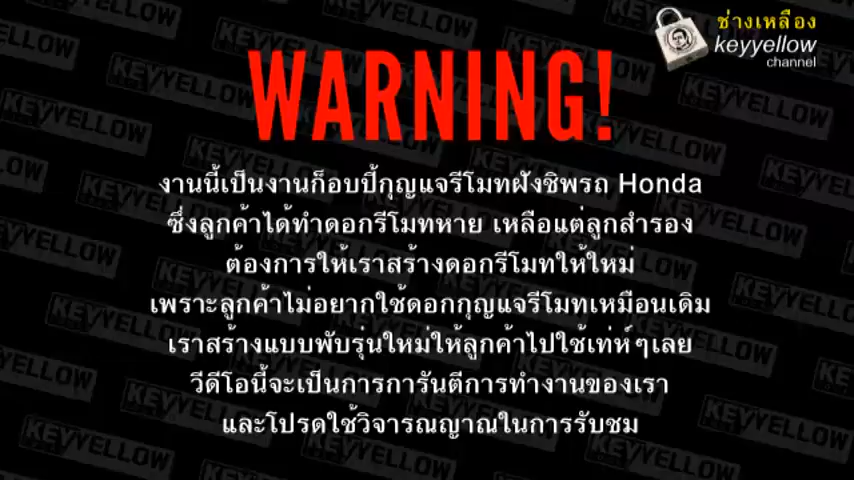 ช่างเหลือง
keyyellow
channel
WARNING!
งานนี้เป็นงานก็อบปี้กุญแจรีโมทฝังชิพรถ Honda
ซึ่งลูกค้าได้ทำดอกรีโมทหาย เหลือแต่ลูกสำรอง
ต้องการให้เราสร้างดอกรีโมทให้ใหม่
เพราะลูกค้าไม่อยากใช้ดอกกุญแจรีโมทเหมือนเดิม
เราสร้างแบบพับรุ่นใหม่ให้ลูกค้าไปใช้เท่ห์ๆเลย
วีดีโอนี้จะเป็นการการันตีการทำงานของเรา
และโปรดใช้วิจารณญาณในการรับชม